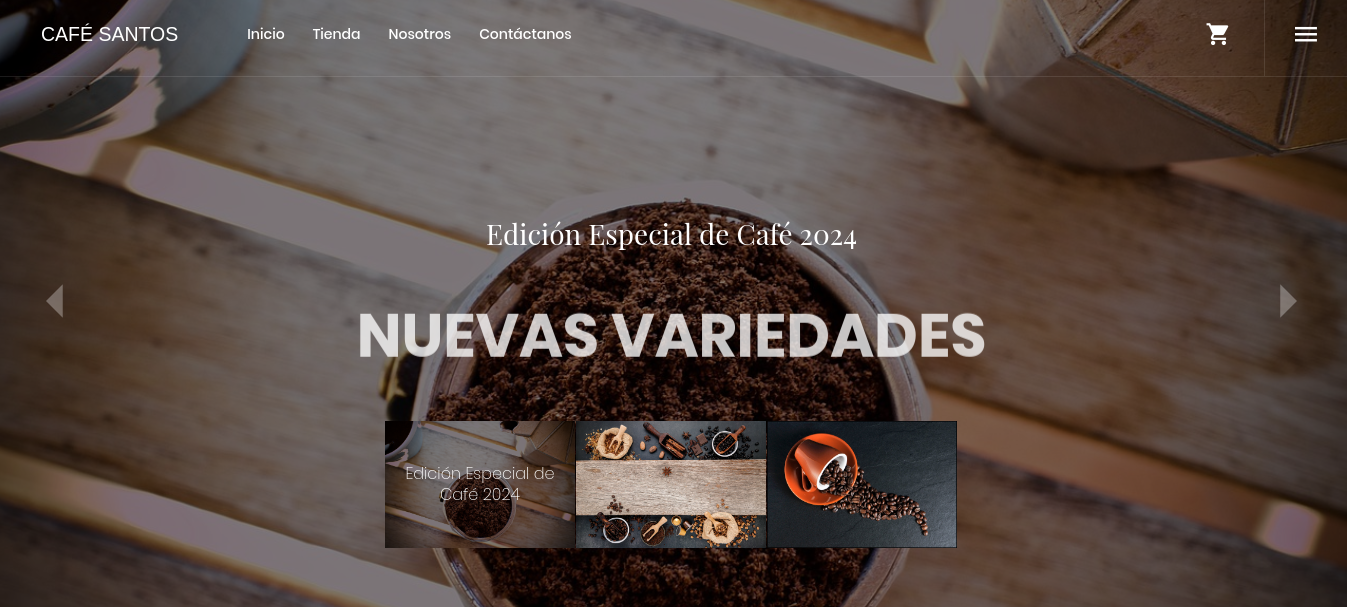 CAFÉ SANTOS
Inicio
Tienda
Nosotros
Contáctanos
Edición Especial de Café 2024
NUEVAS VARIEDADES
Edición Especial de
Café 2024